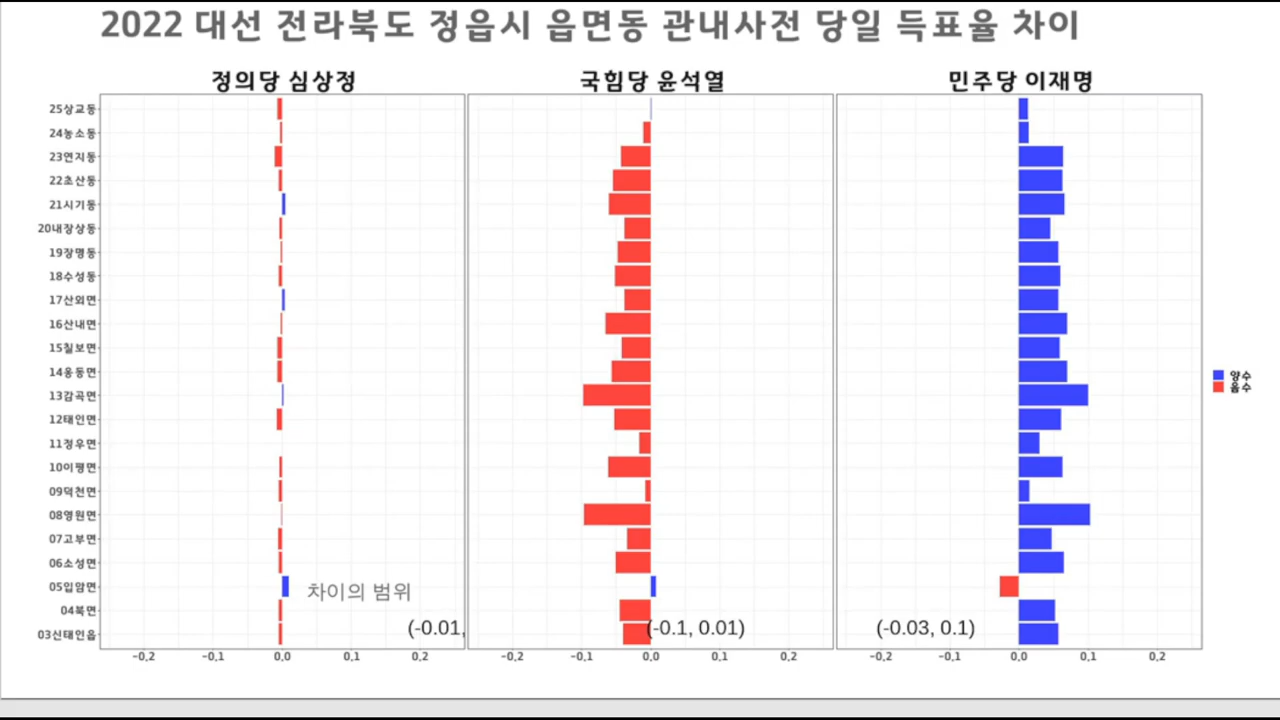 2022 대선 전라북도 정읍시 읍면동 관내사전 당일 득표율 차이
정의당 심상정 국힘당 윤석열 민주당 이재명
25상교동
24농소동
23연지동
22초산동
21시기동
20내장상동
19장명동
18수성동
17산외면
16산내면
15칠보면
14옹동면
13감곡면
12태인면
11정우면
10이평면
09덕천면
08영원면
07고부면
06소성면
05입암면
04북면
03신태인읍
양수
음수
차이의 범위
(-0.01, (-0.1, 0.01) (-0.03, 0.1)
-0.2 -0.1 0.0 0.1 0.2 -0.2 -0.1 0.0 0.1 0.2 -0.2 -0.1 0.0 0.1 0.2